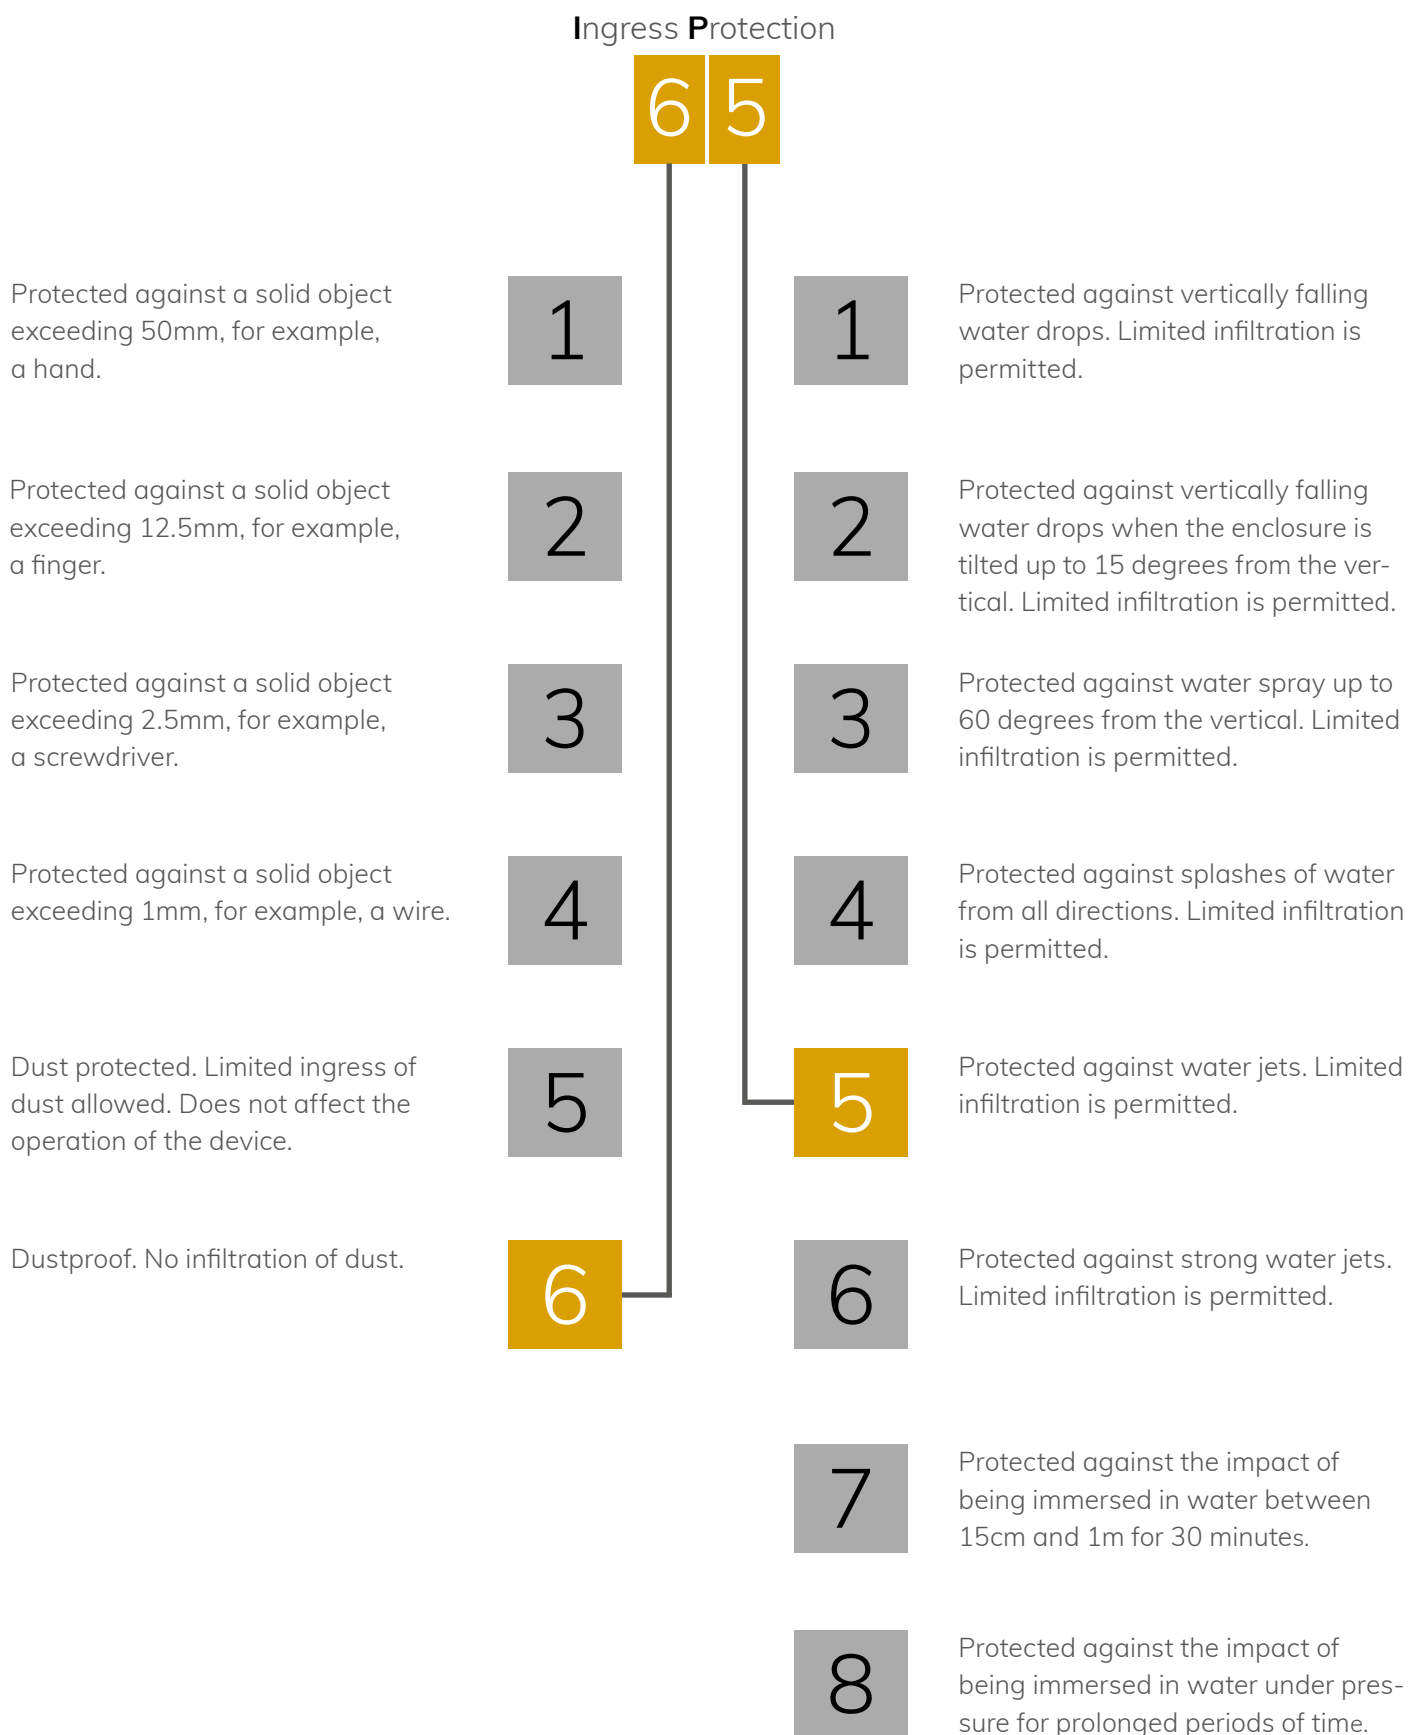 Ingress Protection
6 5
Protected against a solid object
exceeding 50mm, for example,
a hand.
1
1
Protected against vertically falling
water drops. Limited infiltration is
permitted.
Protected against a solid object
exceeding 12.5mm, for example,
a finger.
2
2
Protected against vertically falling
water drops when the enclosure is
tilted up to 15 degrees from the ver-
tical. Limited infiltration is permitted.
Protected against a solid object
exceeding 2.5mm, for example,
a screwdriver.
3
3
Protected against water spray up to
60 degrees from the vertical. Limited
infiltration is permitted.
Protected against a solid object
exceeding 1mm, for example, a wire.
4
4
Protected against splashes of water
from all directions. Limited infiltration
is permitted.
Dust protected. Limited ingress of
dust allowed. Does not affect the
operation of the device.
5
5
Protected against water jets. Limited
infiltration is permitted.
Dustproof. No infiltration of dust.
6
6
Protected against strong water jets.
Limited infiltration is permitted.
7
Protected against the impact of
being immersed in water between
15cm and 1m for 30 minutes.
8
Protected against the impact of
being immersed in water under pres-
sure for prolonged periods of time.